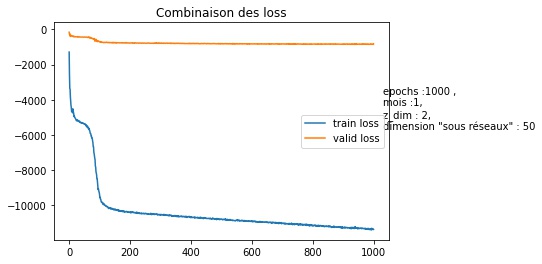 Combinaison des loss
0
−2000
−4000
−6000
−8000
−10000
0
200
400
600
800
1000
train loss
valid loss
epochs :1000 ,
mois :1,
z_dim : 2,
dimension "sous réseaux" : 50